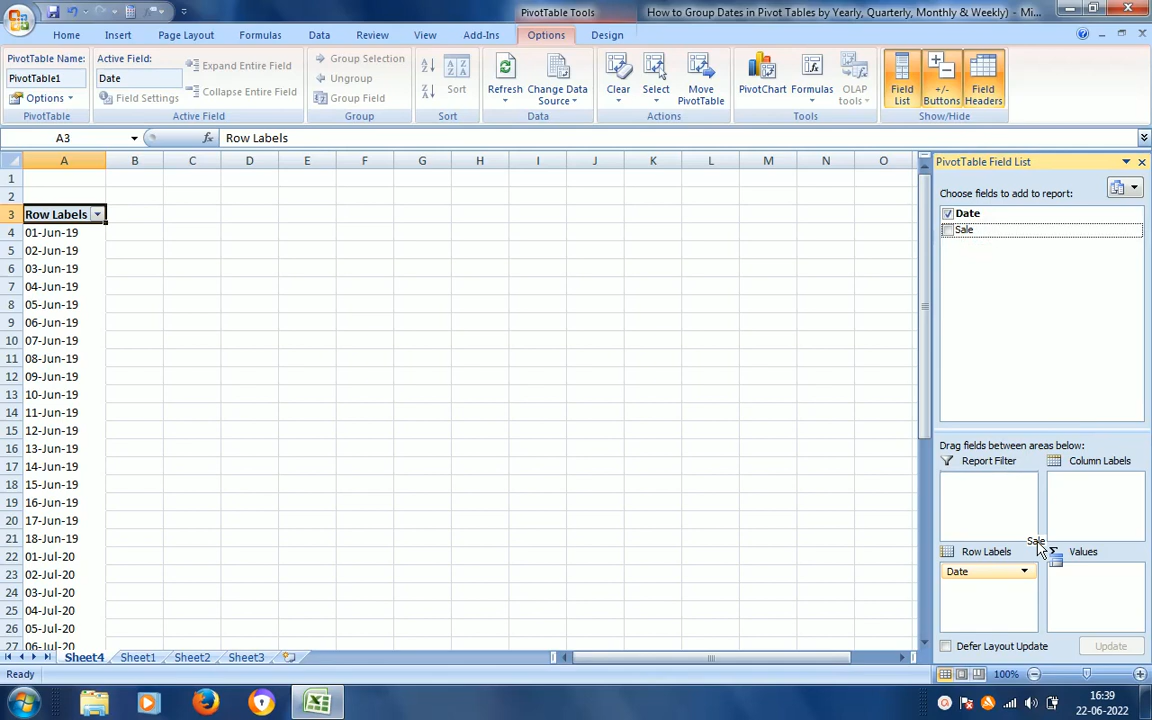 PivotTable Tools
How to Group Dates in Pivot Tables by Yearly, Quarterly, Monthly & Weekly) - Mi...
Home Insert Page Layout Formulas Data Review View Add-Ins Options Design
PivotTable Name: Active Field: Expand Entire Field Group Selection
PivotTable1 Date Collapse Entire Field Ungroup Sort Refresh Change Data Source Clear Select Move PivotTable PivotChart Formulas OLAP tools Field List +/- Buttons Field Headers
Options Field Settings Group Field
PivotTable Active Field Group Sort Data Actions Tools Show/Hide
A3 fx Row Labels
A B C D E F G H I J K L M N O
1
2
3 Row Labels
4 01-Jun-19
5 02-Jun-19
6 03-Jun-19
7 04-Jun-19
8 05-Jun-19
9 06-Jun-19
10 07-Jun-19
11 08-Jun-19
12 09-Jun-19
13 10-Jun-19
14 11-Jun-19
15 12-Jun-19
16 13-Jun-19
17 14-Jun-19
18 15-Jun-19
19 16-Jun-19
20 17-Jun-19
21 18-Jun-19
22 01-Jul-20
23 02-Jul-20
24 03-Jul-20
25 04-Jul-20
26 05-Jul-20
27 06-Jul-20
PivotTable Field List
Choose fields to add to report:
Date
Sale
Drag fields between areas below:
Report Filter Column Labels
Sale
Row Labels Σ Values
Date
Defer Layout Update Update
Sheet4 Sheet1 Sheet2 Sheet3
Ready 100%
16:39
22-06-2022